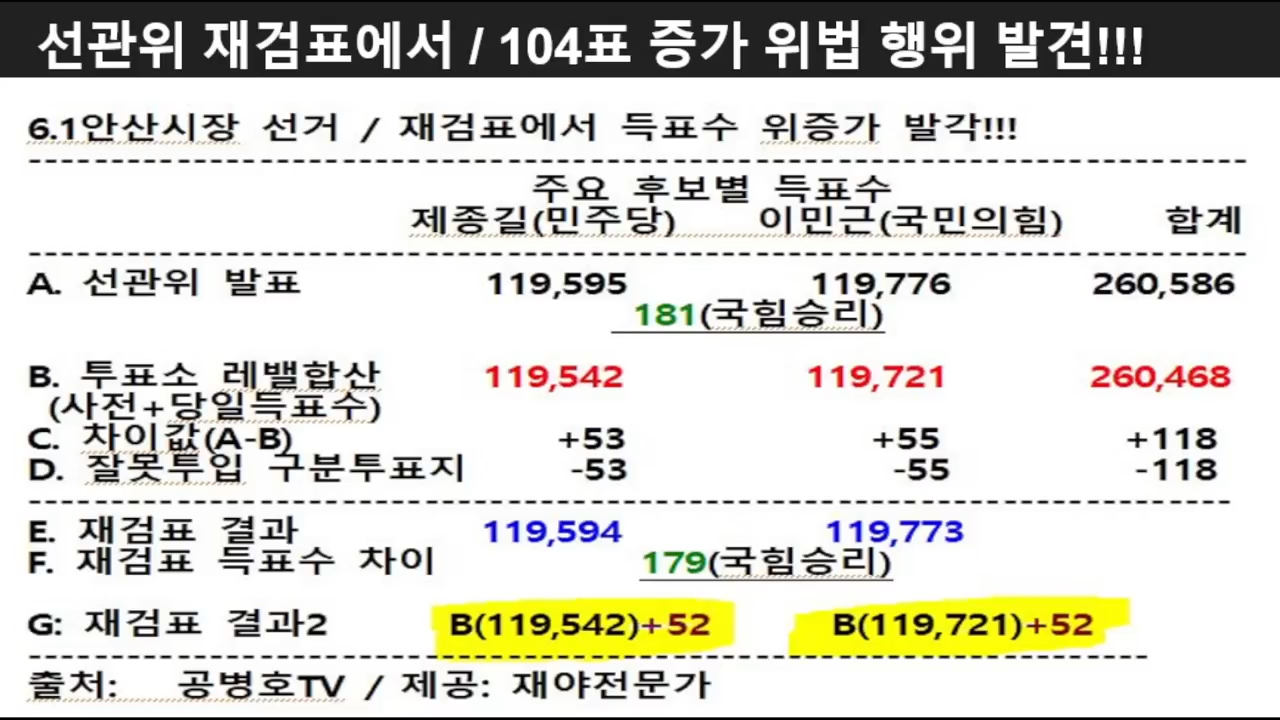 선관위 재검표에서 / 104표 증가 위법 행위 발견!!!
6.1안산시장 선거 / 재검표에서 득표수 위증가 발각!!!
주요 후보별 득표수
제종길(민주당) 이민근(국민의힘) 합계
A. 선관위 발표 119,595 119,776 260,586
181(국힘승리)
B. 투표소 레밸합산 119,542 119,721 260,468
(사전+당일득표수)
C. 차이값(A-B) +53 +55 +118
D. 잘못투입 구분투표지 -53 -55 -118
E. 재검표 결과 119,594 119,773
F. 재검표 득표수 차이 179(국힘승리)
G: 재검표 결과2 B(119,542)+52 B(119,721)+52
출처: 공병호TV / 제공: 재야전문가